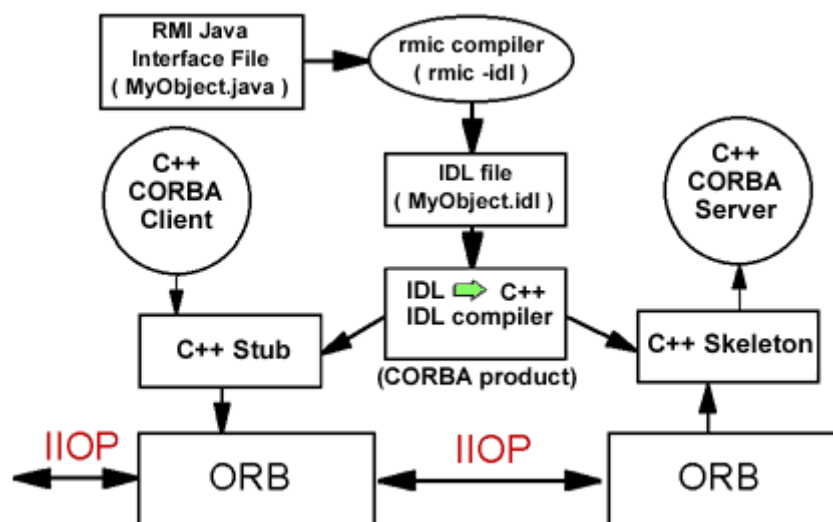 RMI Java
Interface File
( MyObject.java )
rmic compiler
( rmic -idl )
C++
CORBA
Client
IDL file
( MyObject.idl )
C++
CORBA
Server
IDL C++
IDL compiler
C++ Stub
C++ Skeleton
(CORBA product)
IIOP
ORB
IIOP
ORB